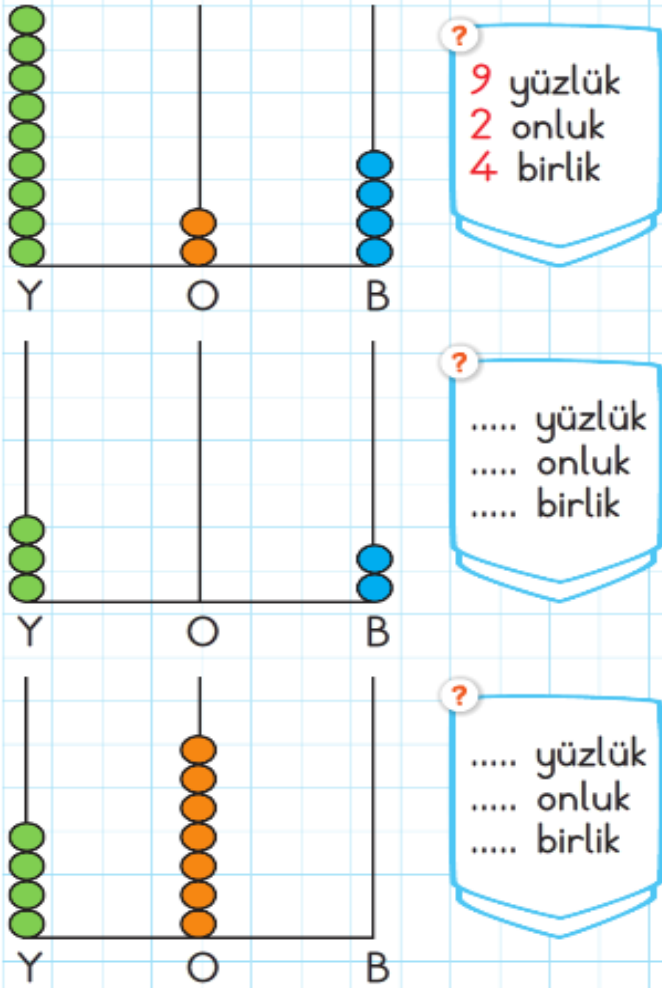 ?
9 yüzlük
2 onluk
4 birlik
Y O B
?
..... yüzlük
..... onluk
..... birlik
Y O B
?
..... yüzlük
..... onluk
..... birlik
Y O B